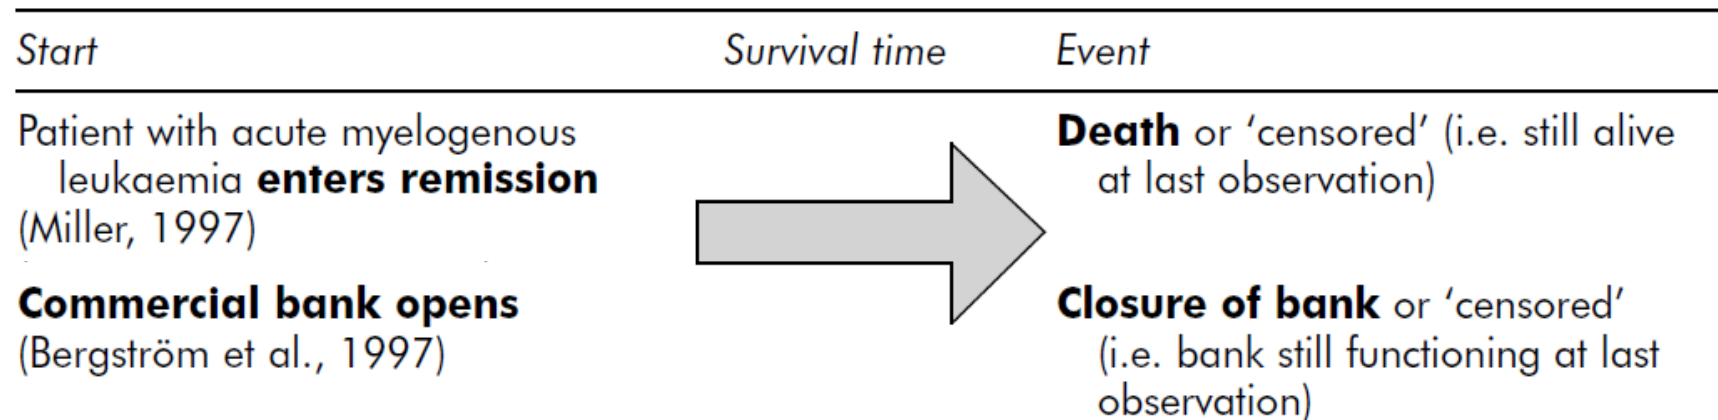 Start Survival time Event
Patient with acute myelogenous
leukaemia enters remission
(Miller, 1997)
Death or ‘censored’ (i.e. still alive
at last observation)
Commercial bank opens
(Bergström et al., 1997)
Closure of bank or ‘censored’
(i.e. bank still functioning at last
observation)